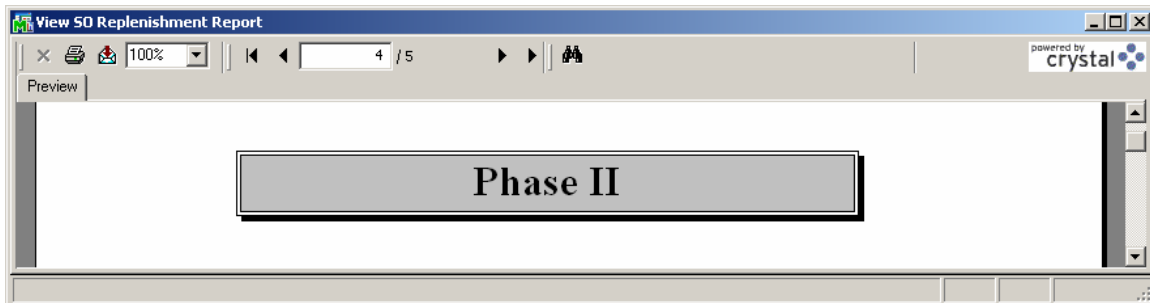 View SO Replenishment Report
100%
4 / 5
powered by
crystal
Preview
Phase II